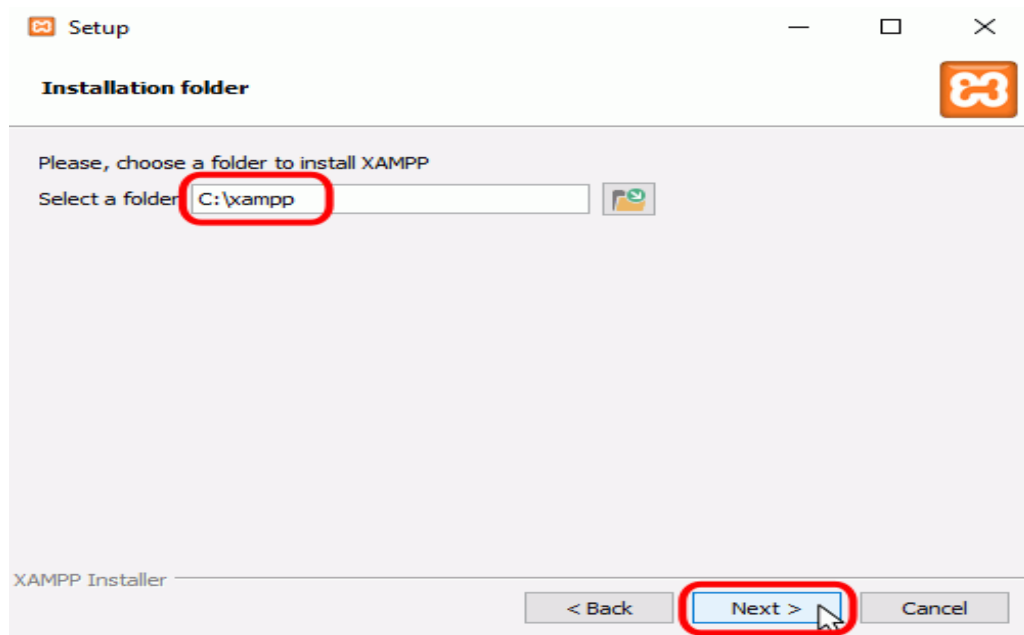 Setup
Installation folder
Please, choose a folder to install XAMPP
Select a folder C:\xampp
XAMPP Installer
< Back Next > Cancel